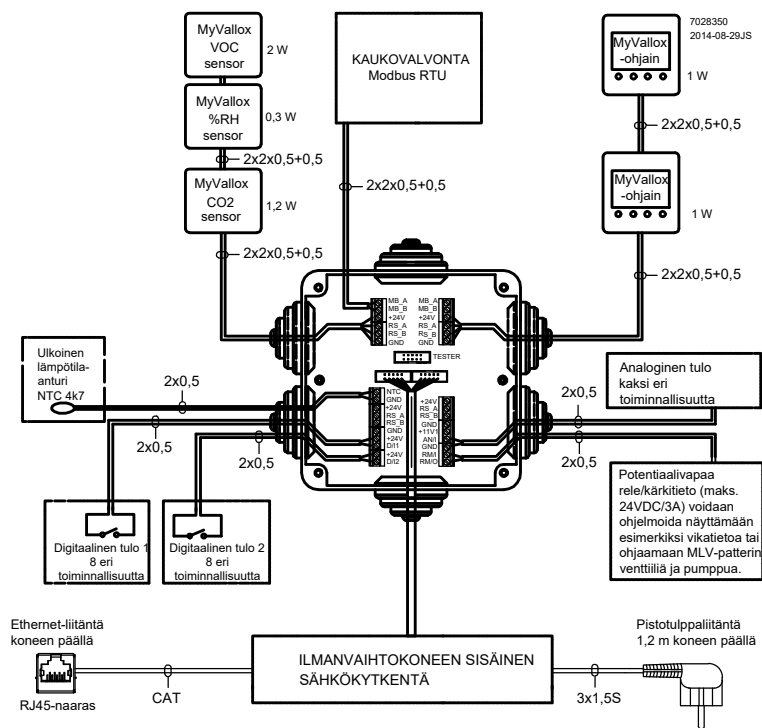 MyVallox
VOC
sensor
2 W
MyVallox
%RH
sensor
0,3 W
2x2x0,5+0,5
MyVallox
CO2
sensor
1,2 W
2x2x0,5+0,5
KAUKOVALVONTA
Modbus RTU
2x2x0,5+0,5
7028350
2014-08-29JS
MyVallox
-ohjain
1 W
2x2x0,5+0,5
MyVallox
-ohjain
1 W
2x2x0,5+0,5
MB_A
MB_B
+24V
RS_A
RS_B
GND
MB_A
MB_B
+24V
RS_A
RS_B
GND
TESTER
NTC
GND
+24V
RS_A
RS_B
GND
+24V
D/I1
+24V
D/I2
+24V
RS_A
RS_B
GND
+11V1
AN/I
GND
RM/I
RM/O
Ulkoinen
lämpötila-
anturi
NTC 4k7
2x0,5
2x0,5
2x0,5
Digitaalinen tulo 1
8 eri
toiminnallisuutta
Digitaalinen tulo 2
8 eri
toiminnallisuutta
Analoginen tulo
kaksi eri
toiminnallisuutta
2x0,5
2x0,5
Potentiaalivapaa
rele/kärkitieto (maks.
24VDC/3A) voidaan
ohjelmoida näyttämään
esimerkiksi vikatietoa tai
ohjaamaan MLV-patterin
venttiiliä ja pumppua.
Ethernet-liitäntä
koneen päällä
RJ45-naaras
CAT
ILMANVAIHTOKONEEN SISÄINEN
SÄHKÖKYTKENTÄ
3x1,5S
Pistotulppaliitäntä
1,2 m koneen päällä